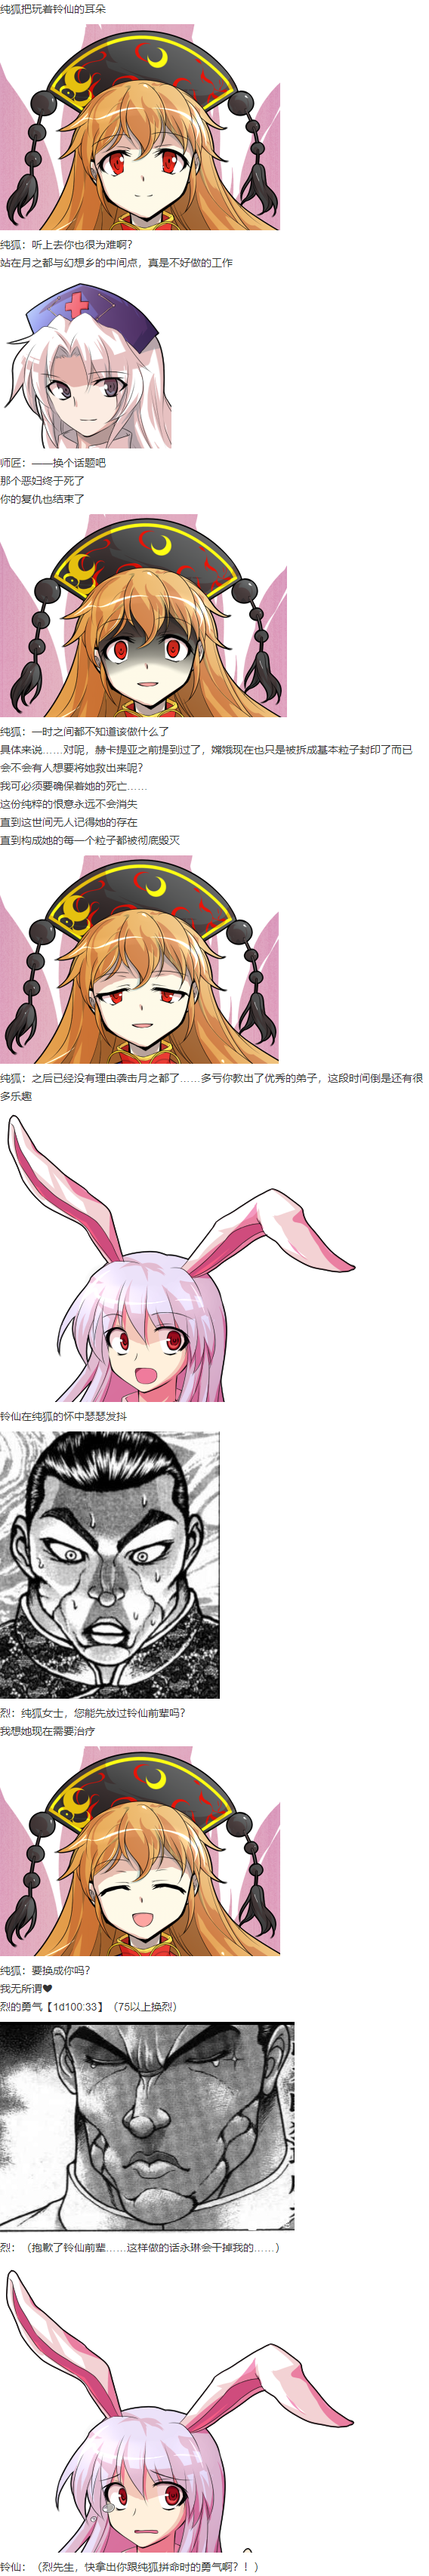 纯狐把玩着铃仙的耳朵
纯狐：听上去你也很为难啊？
站在月之都与幻想乡的中间点，真是不好做的工作
师匠：——换个话题吧
那个恶妇终于死了
你的复仇也结束了
纯狐：一时之间都不知道该做什么了
具体来说……对呢，赫卡提亚之前提到过了，嫦娥现在也只是被拆成基本粒子封印了而已
会不会有人想要将她救出来呢？
我可必须要确保着她的死亡……
这份纯粹的恨意永远不会消失
直到这世间无人记得她的存在
直到构成她的每一个粒子都被彻底毁灭
纯狐：之后已经没有理由袭击月之都了……多亏你教出了优秀的弟子，这段时间倒是还有很
多乐趣
铃仙在纯狐的怀中瑟瑟发抖
烈：纯狐女士，您能先放过铃仙前辈吗？
我想她现在需要治疗
纯狐：要换成你吗？
我无所谓❤
烈的勇气【1d100:33】（75以上换烈）
烈：（抱歉了铃仙前辈……这样做的话永琳会干掉我的……）
铃仙：（烈先生，快拿出你跟纯狐拼命时的勇气啊？！）